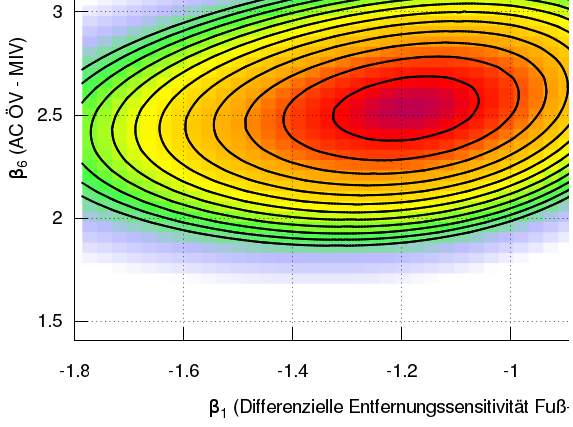 3
2.5
2
1.5
β6 (AC ÖV - MIV)
-1.8 -1.6 -1.4 -1.2 -1
β1 (Differenzielle Entfernungssensitivität Fuß-